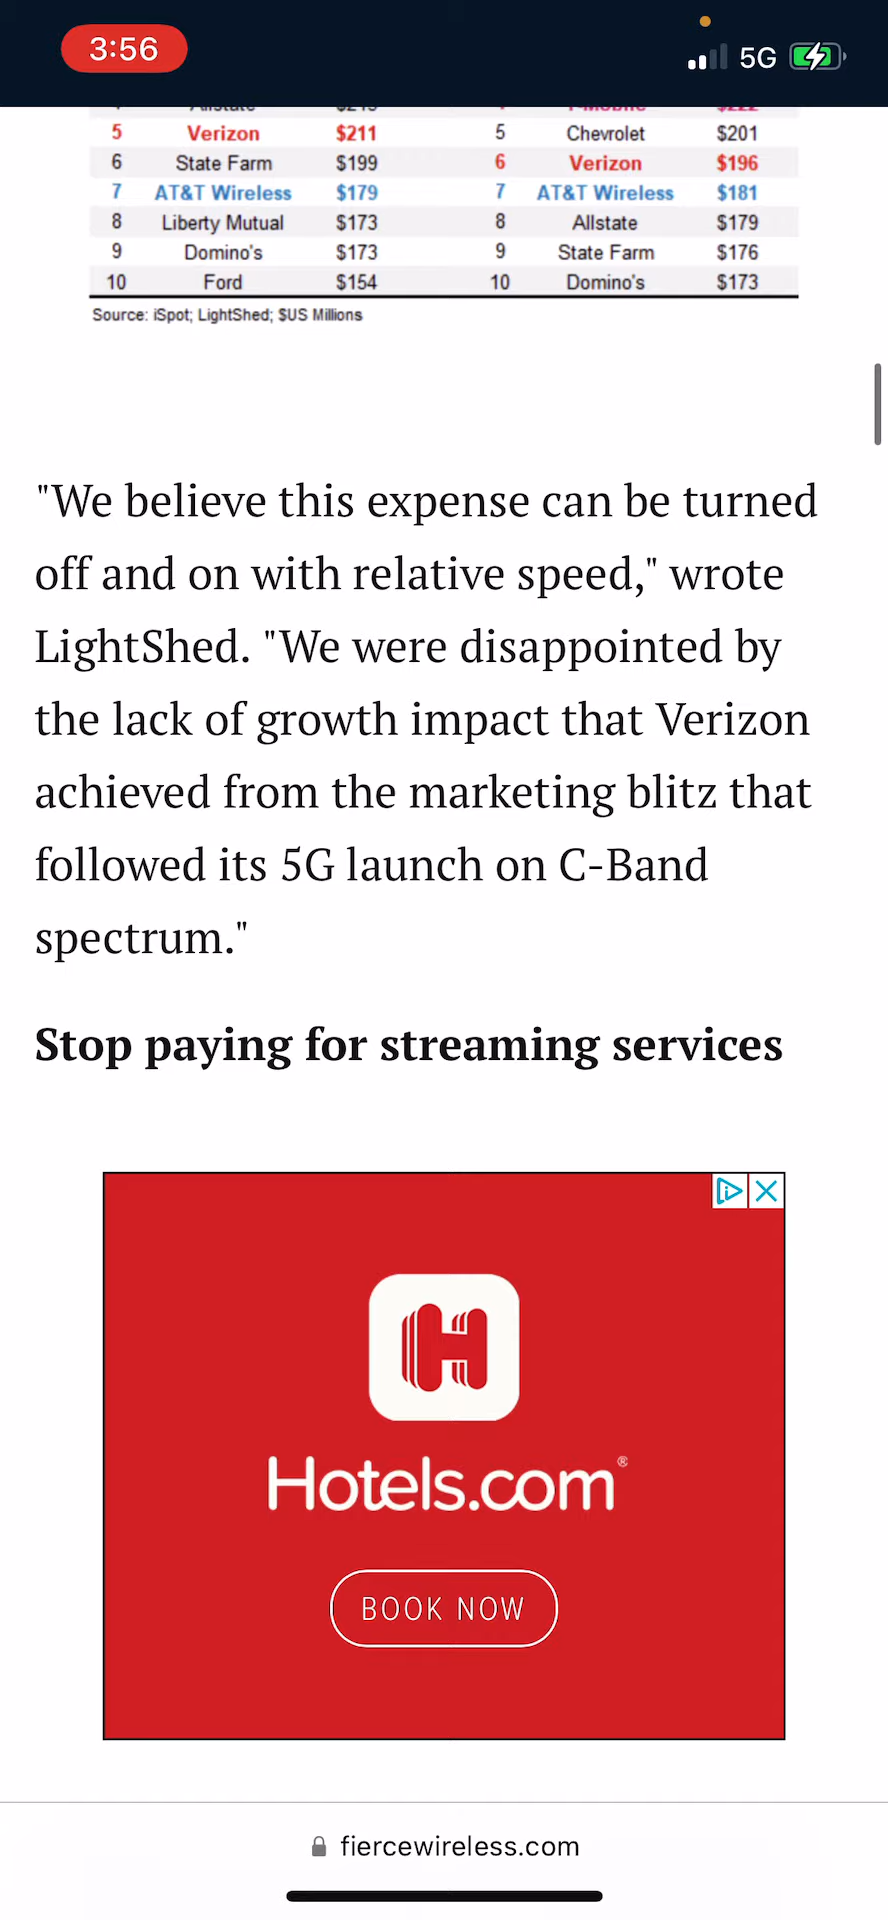 3:56
5G
5 Verizon $211 5 Chevrolet $201
6 State Farm $199 6 Verizon $196
7 AT&T Wireless $179 7 AT&T Wireless $181
8 Liberty Mutual $173 8 Allstate $179
9 Domino's $173 9 State Farm $176
10 Ford $154 10 Domino's $173
Source: iSpot; LightShed; $US Millions
"We believe this expense can be turned
off and on with relative speed," wrote
LightShed. "We were disappointed by
the lack of growth impact that Verizon
achieved from the marketing blitz that
followed its 5G launch on C-Band
spectrum."
Stop paying for streaming services
H
Hotels.com®
BOOK NOW
fiercewireless.com